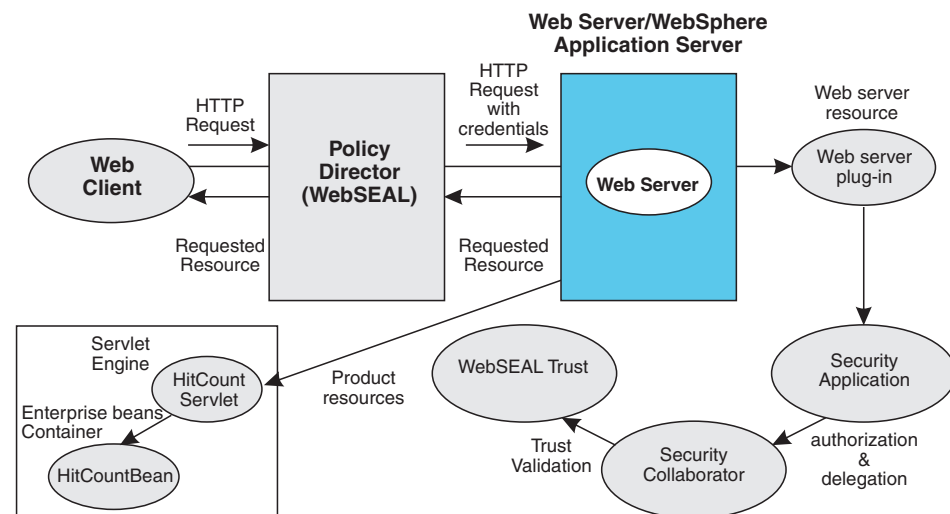 Web Server/WebSphere
Application Server
HTTP
Request
HTTP
Request
with
credentials
Web server
resource
Web
Client
Policy
Director
(WebSEAL)
Web Server
Web server
plug-in
Requested
Resource
Requested
Resource
Servlet
Engine
HitCount
Servlet
Product
resources
WebSEAL Trust
Security
Application
Enterprise beans
Container
HitCountBean
Trust
Validation
Security
Collaborator
authorization
&
delegation